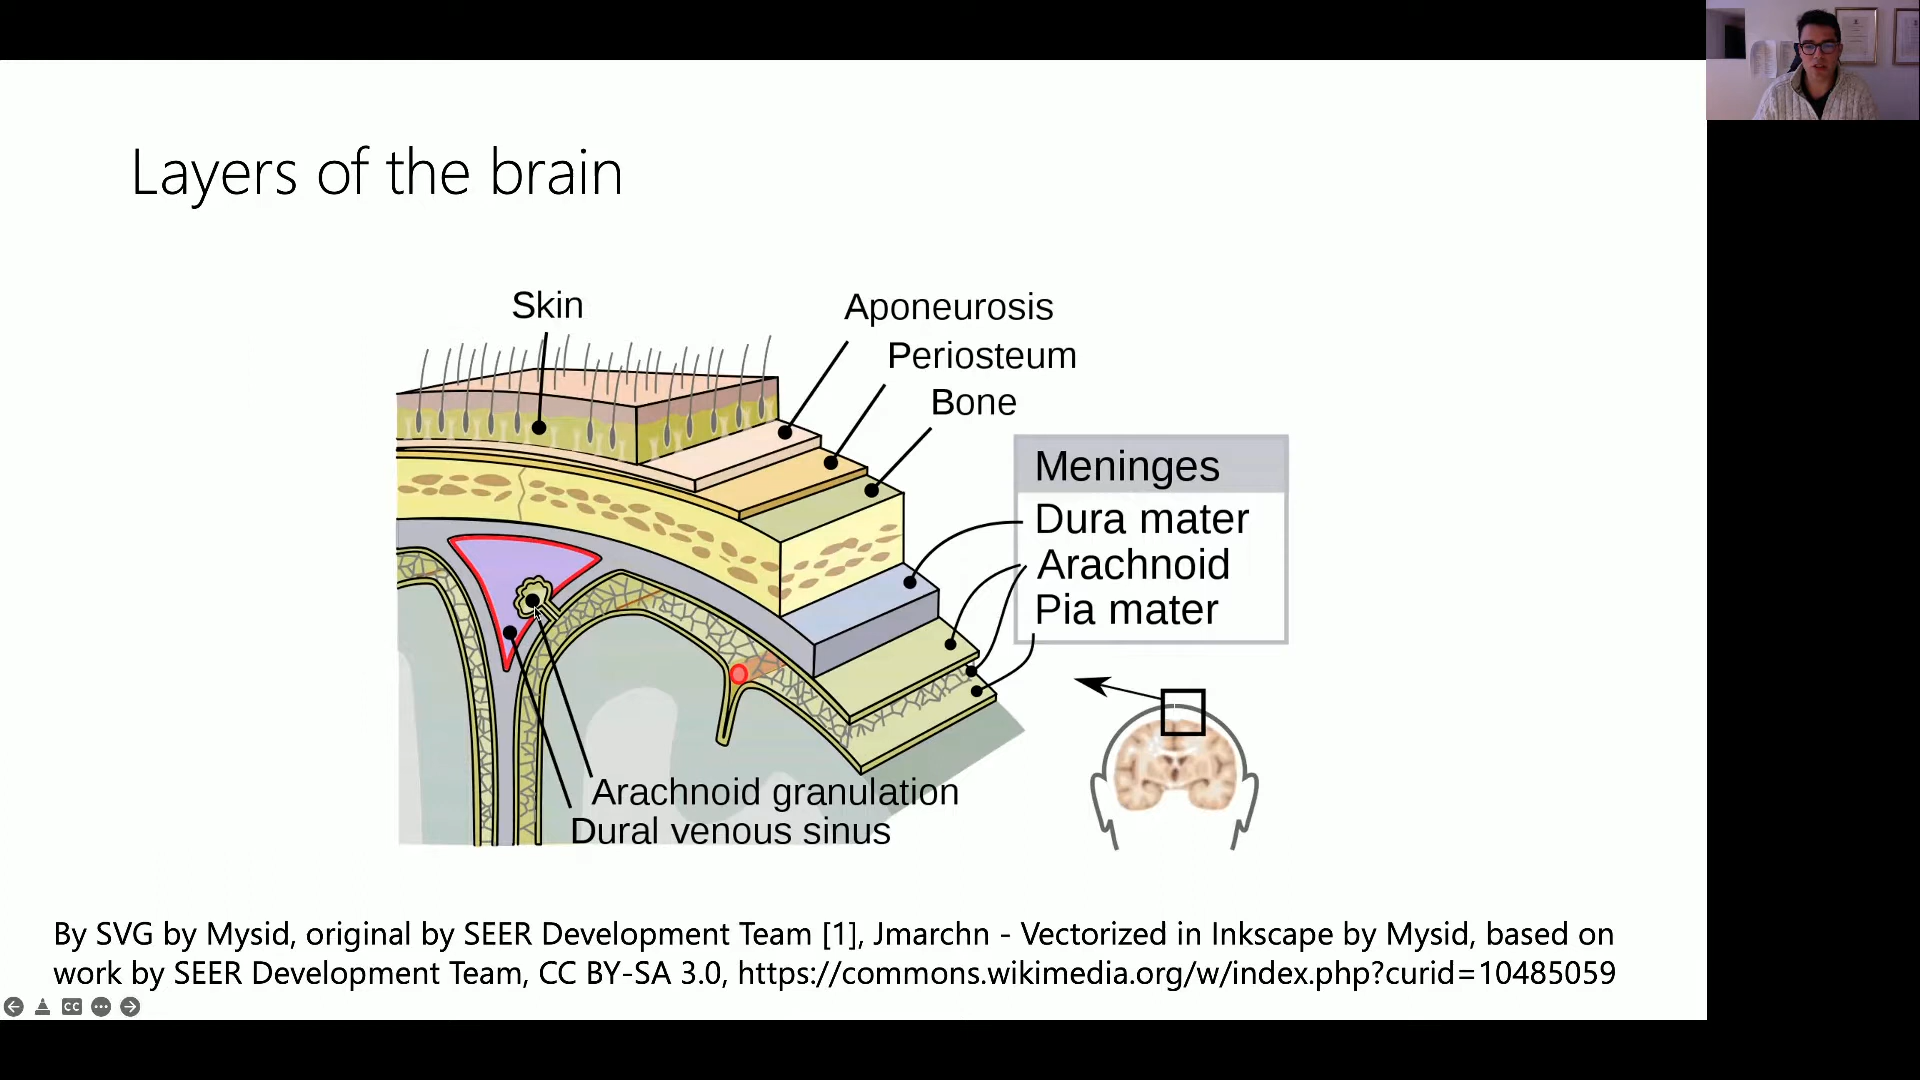 Layers of the brain
Skin
Aponeurosis
Periosteum
Bone
Meninges
Dura mater
Arachnoid
Pia mater
Arachnoid granulation
Dural venous sinus
By SVG by Mysid, original by SEER Development Team [1], Jmarchn - Vectorized in Inkscape by Mysid, based on
work by SEER Development Team, CC BY-SA 3.0, https://commons.wikimedia.org/w/index.php?curid=10485059
CC